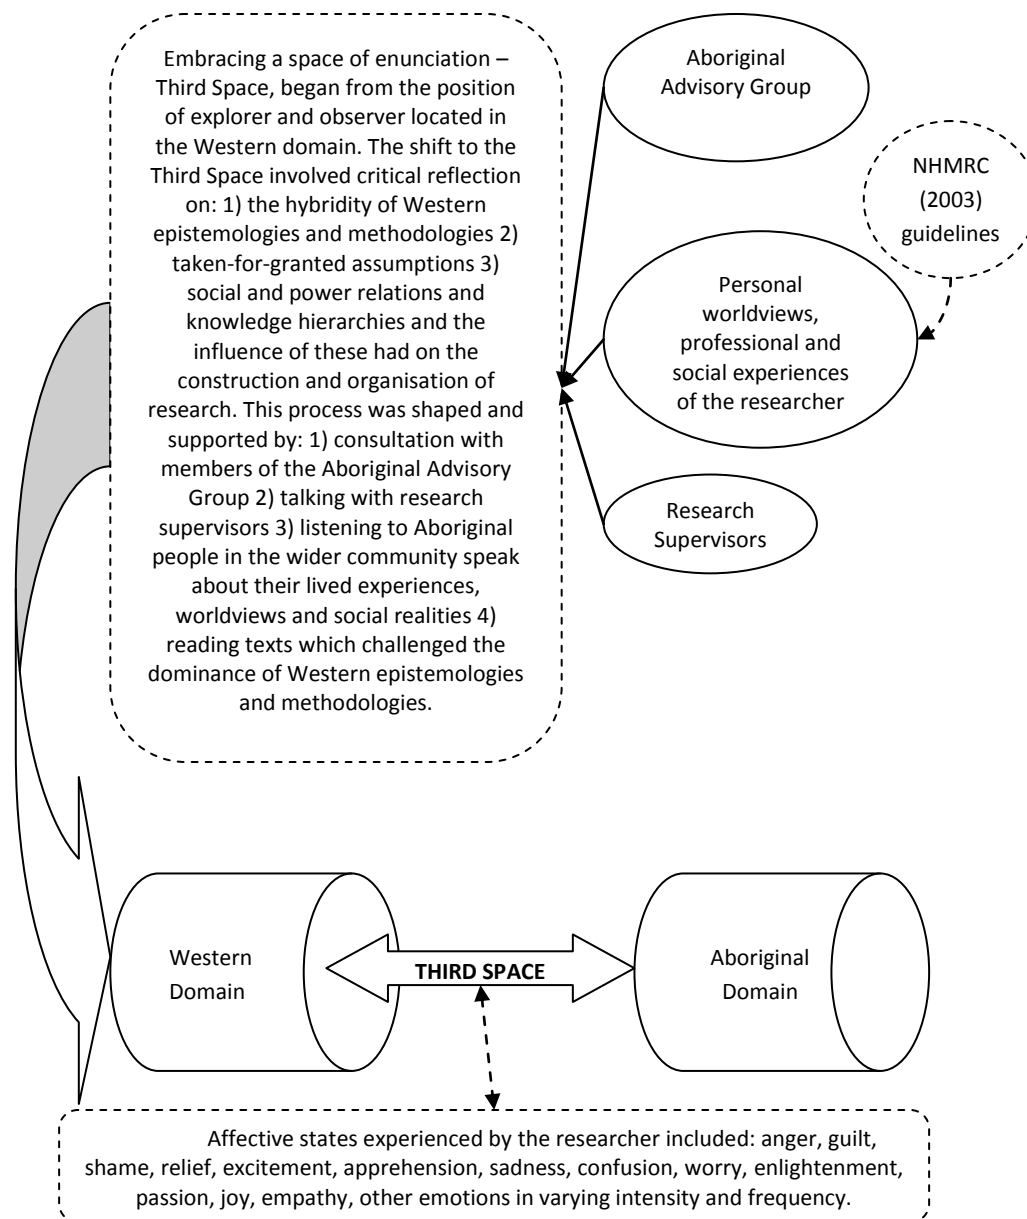 Embracing a space of enunciation –
Third Space, began from the position
of explorer and observer located in
the Western domain. The shift to the
Third Space involved critical reflection
on: 1) the hybridity of Western
epistemologies and methodologies 2)
taken-for-granted assumptions 3)
social and power relations and
knowledge hierarchies and the
influence of these had on the
construction and organisation of
research. This process was shaped and
supported by: 1) consultation with
members of the Aboriginal Advisory
Group 2) talking with research
supervisors 3) listening to Aboriginal
people in the wider community speak
about their lived experiences,
worldviews and social realities 4)
reading texts which challenged the
dominance of Western epistemologies
and methodologies.
Aboriginal
Advisory Group
NHMRC
(2003)
guidelines
Personal
worldviews,
professional and
social experiences
of the researcher
Research
Supervisors
Western
Domain
THIRD SPACE
Aboriginal
Domain
Affective states experienced by the researcher included: anger, guilt,
shame, relief, excitement, apprehension, sadness, confusion, worry, enlightenment,
passion, joy, empathy, other emotions in varying intensity and frequency.